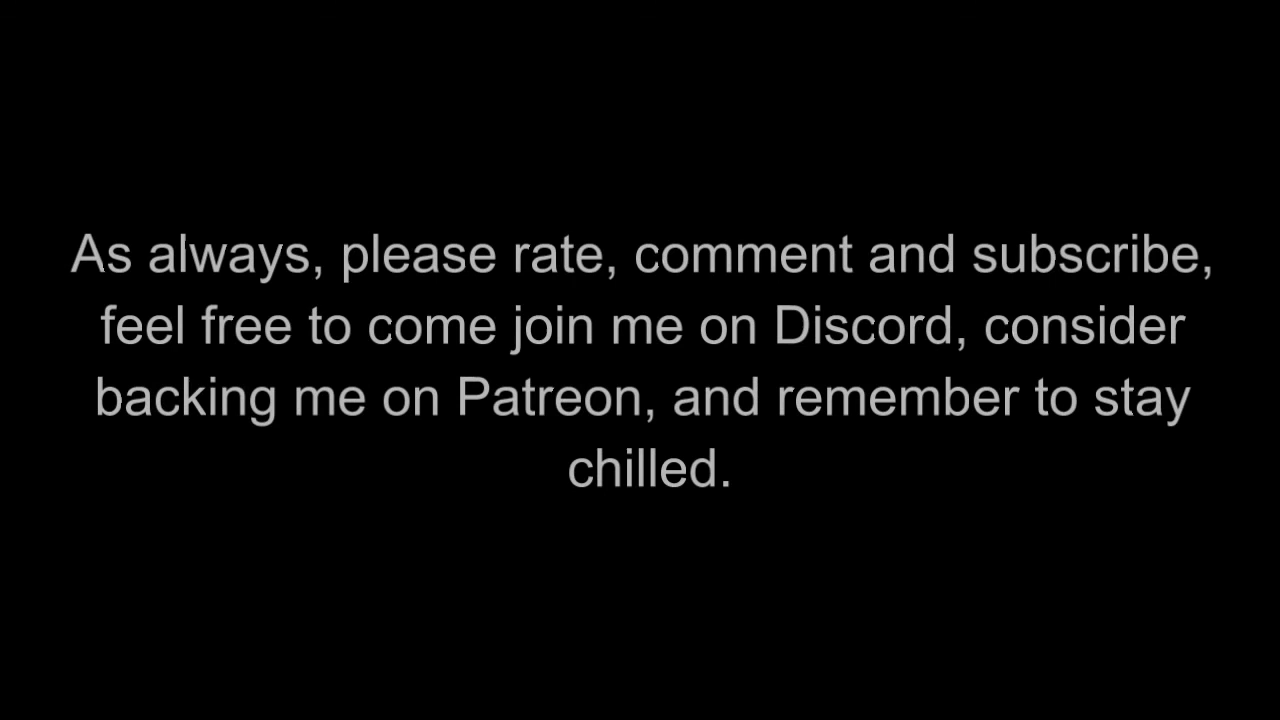 As always, please rate, comment and subscribe,
feel free to come join me on Discord, consider
backing me on Patreon, and remember to stay
chilled.